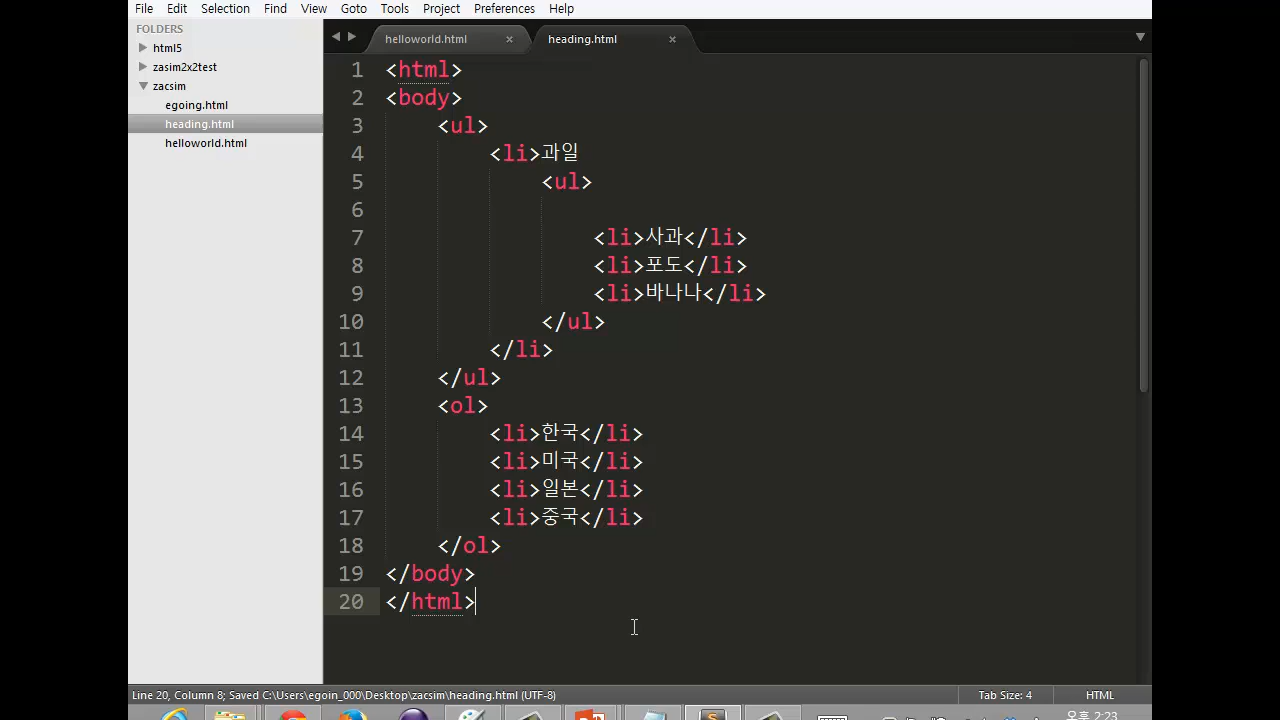 File Edit Selection Find View Goto Tools Project Preferences Help
FOLDERS
html5
zasim2x2test
zacsim
egoing.html
heading.html
helloworld.html
helloworld.html × heading.html ×
1 <html>
2 <body>
3 <ul>
4 <li>과일
5 <ul>
6
7 <li>사과</li>
8 <li>포도</li>
9 <li>바나나</li>
10 </ul>
11 </li>
12 </ul>
13 <ol>
14 <li>한국</li>
15 <li>미국</li>
16 <li>일본</li>
17 <li>중국</li>
18 </ol>
19 </body>
20 </html>
Line 20, Column 8; Saved C:\Users\egoin_000\Desktop\zacsim\heading.html (UTF-8) Tab Size: 4 HTML
오후 2:23